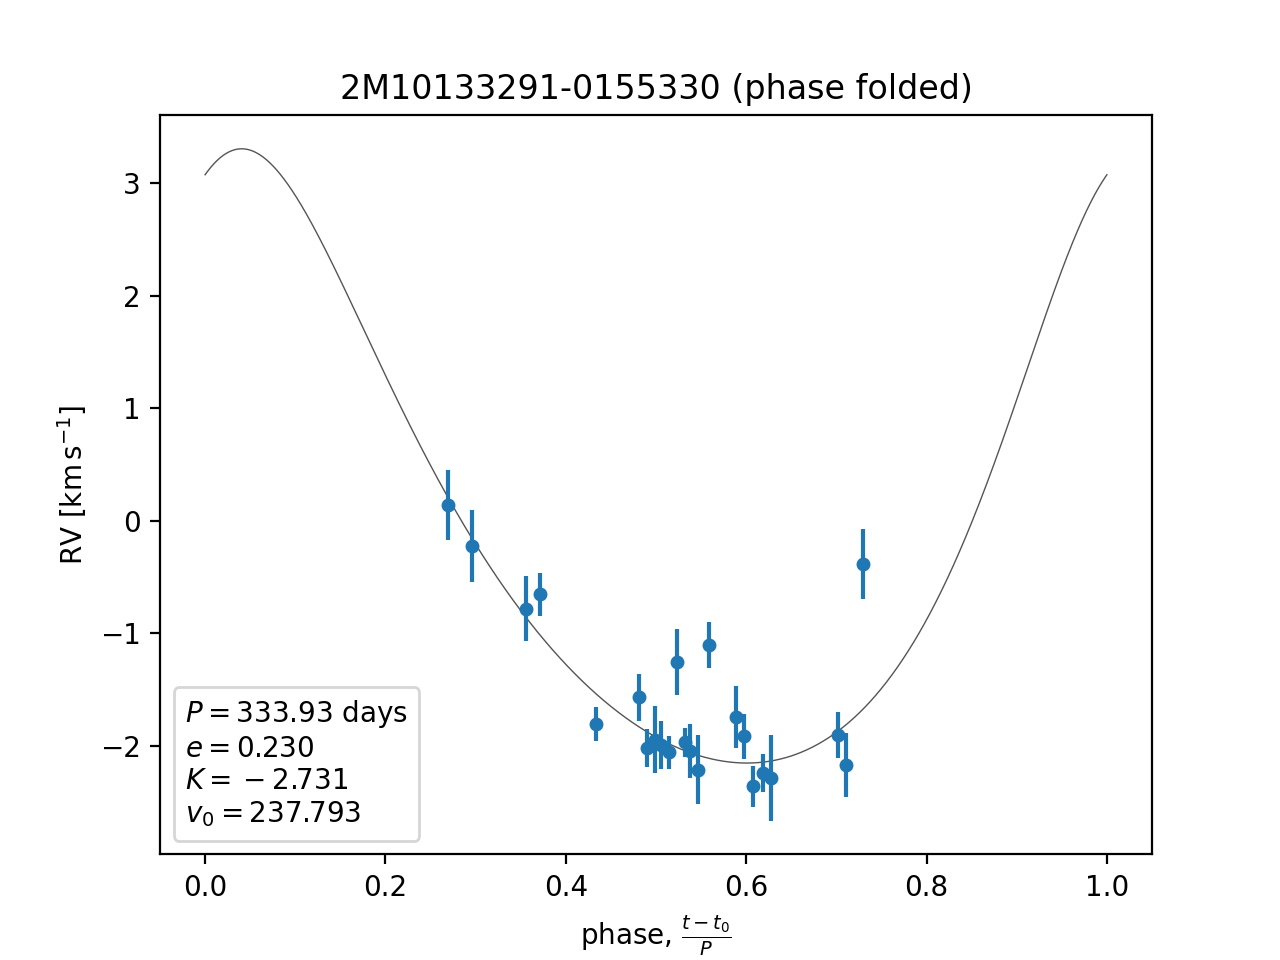 2M10133291-0155330 (phase folded)
3
2
1
0
−1
−2
RV [km s⁻¹]
P = 333.93 days
e = 0.230
K = −2.731
v₀ = 237.793
0.0 0.2 0.4 0.6 0.8 1.0
phase, (t − t₀)/P